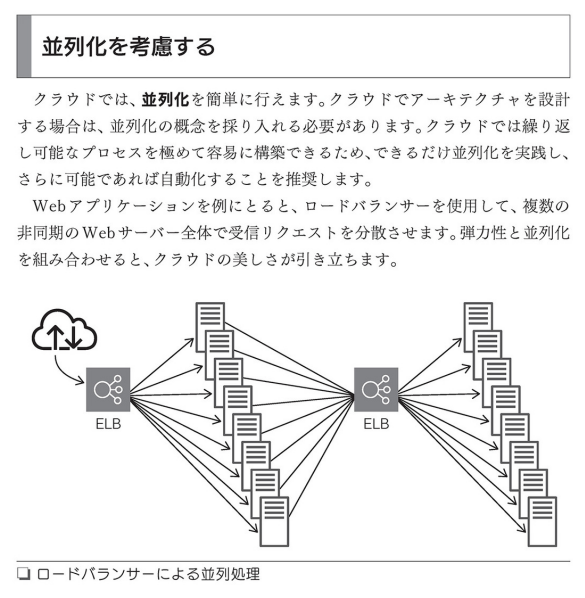 並列化を考慮する
クラウドでは、並列化を簡単に行えます。クラウドでアーキテクチャを設計
する場合は、並列化の概念を採り入れる必要があります。クラウドでは繰り返
し可能なプロセスを極めて容易に構築できるため、できるだけ並列化を実践し、
さらに可能であれば自動化することを推奨します。
Webアプリケーションを例にとると、ロードバランサーを使用して、複数の
非同期のWebサーバー全体で受信リクエストを分散させます。弾力性と並列化
を組み合わせると、クラウドの美しさが引き立ちます。
ELB
ELB
ロードバランサーによる並列処理